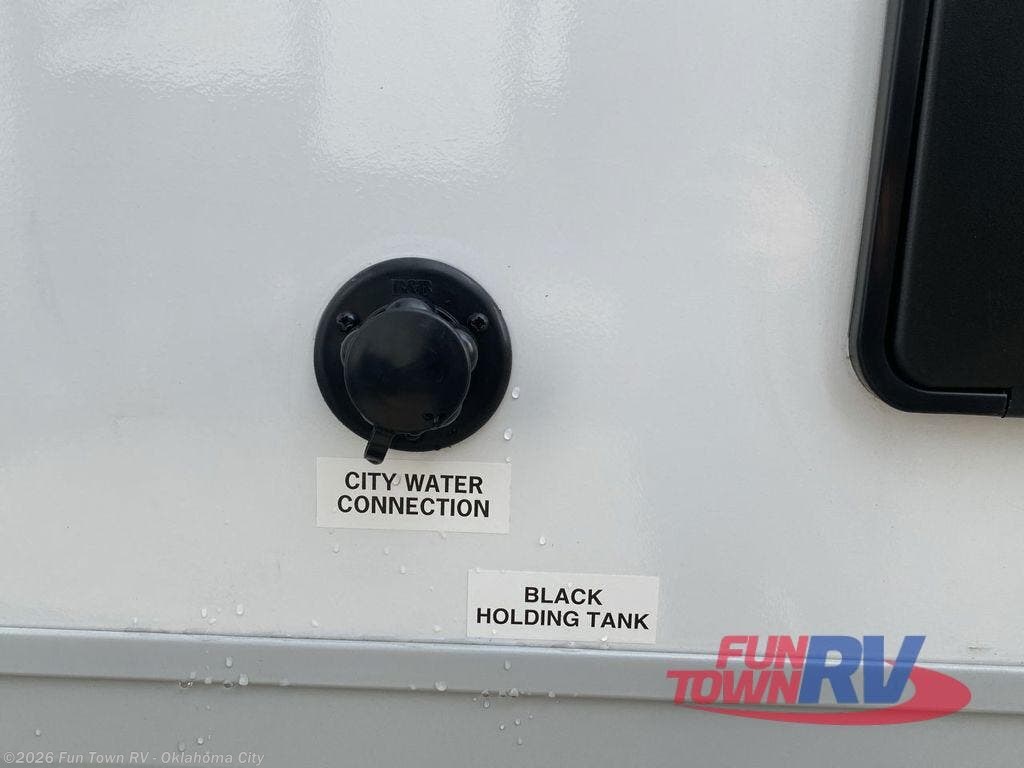 CITY WATER
CONNECTION
BLACK
HOLDING TANK
FUN
TOWN RV
©2026 Fun Town RV - Oklahoma City